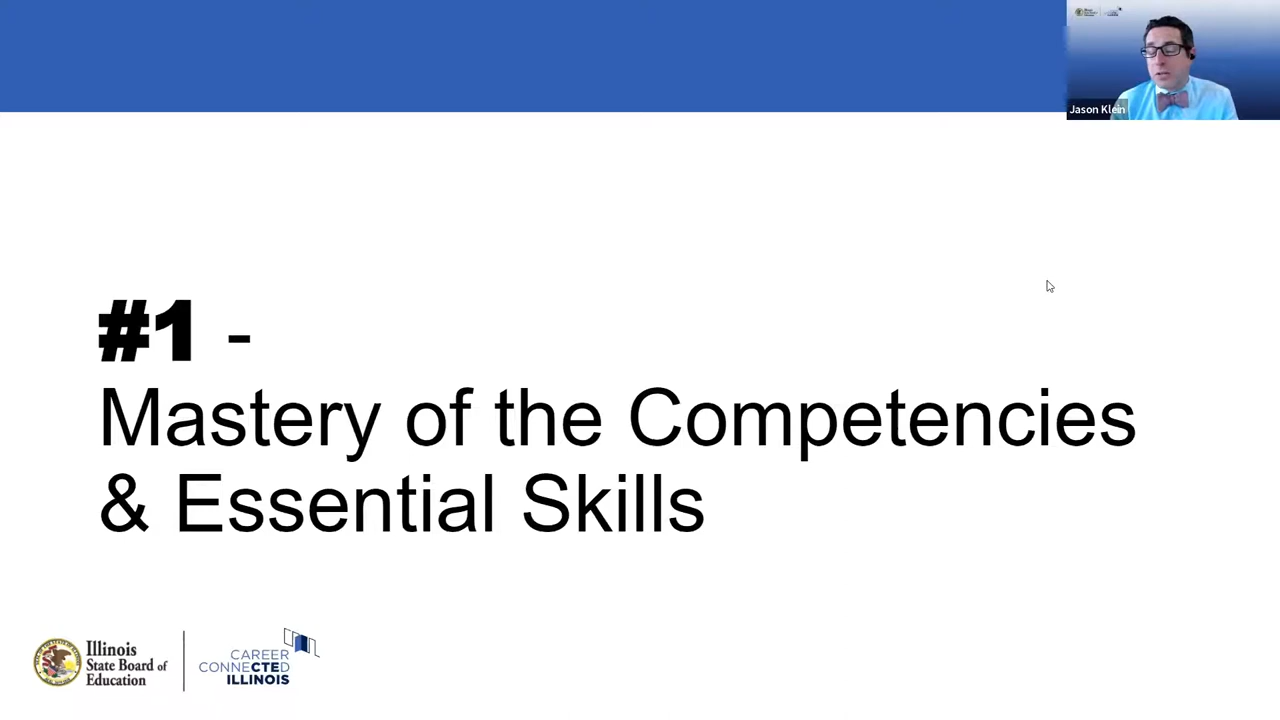 Jason Klein
#1 -
Mastery of the Competencies
& Essential Skills
Illinois
State Board of
Education
CAREER
CONNECTED
ILLINOIS